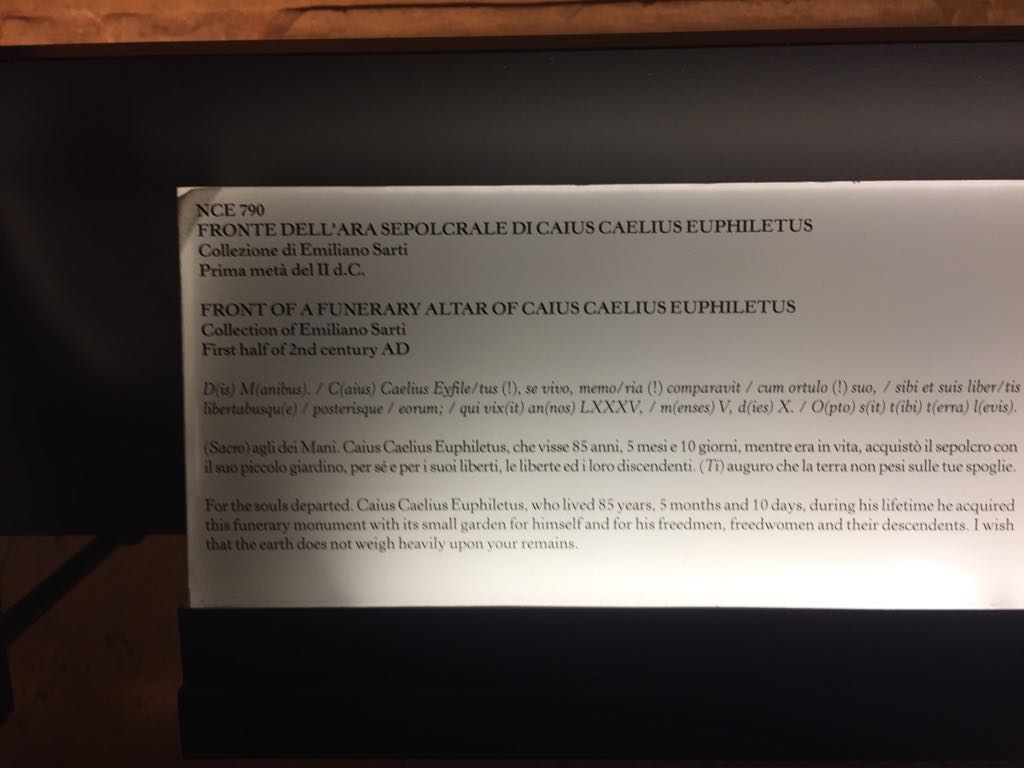 NCE 790
FRONTE DELL'ARA SEPOLCRALE DI CAIUS CAELIUS EUPHILETUS
Collezione di Emiliano Sarti
Prima metà del II d.C.
FRONT OF A FUNERARY ALTAR OF CAIUS CAELIUS EUPHILETUS
Collection of Emiliano Sarti
First half of 2nd century AD
D(is) M(anibus). / C(aius) Caelius Eyfile/tus (!), se vivo, memo/ria (!) comparavit / cum ortulo (!) suo, / sibi et suis liber/tis
libertabusqu(e) / posterisque / eorum; / qui vix(it) an(nos) LXXXV, / m(enses) V, d(ies) X. / O(pto) s(it) t(ibi) t(erra) l(evis).
(Sacro) agli dei Mani. Caius Caelius Euphiletus, che visse 85 anni, 5 mesi e 10 giorni, mentre era in vita, acquistò il sepolcro con
il suo piccolo giardino, per sé e per i suoi liberti, le liberte ed i loro discendenti. (Ti) auguro che la terra non pesi sulle tue spoglie.
For the souls departed. Caius Caelius Euphiletus, who lived 85 years, 5 months and 10 days, during his lifetime he acquired
this funerary monument with its small garden for himself and for his freedmen, freedwomen and their descendents. I wish
that the earth does not weigh heavily upon your remains.